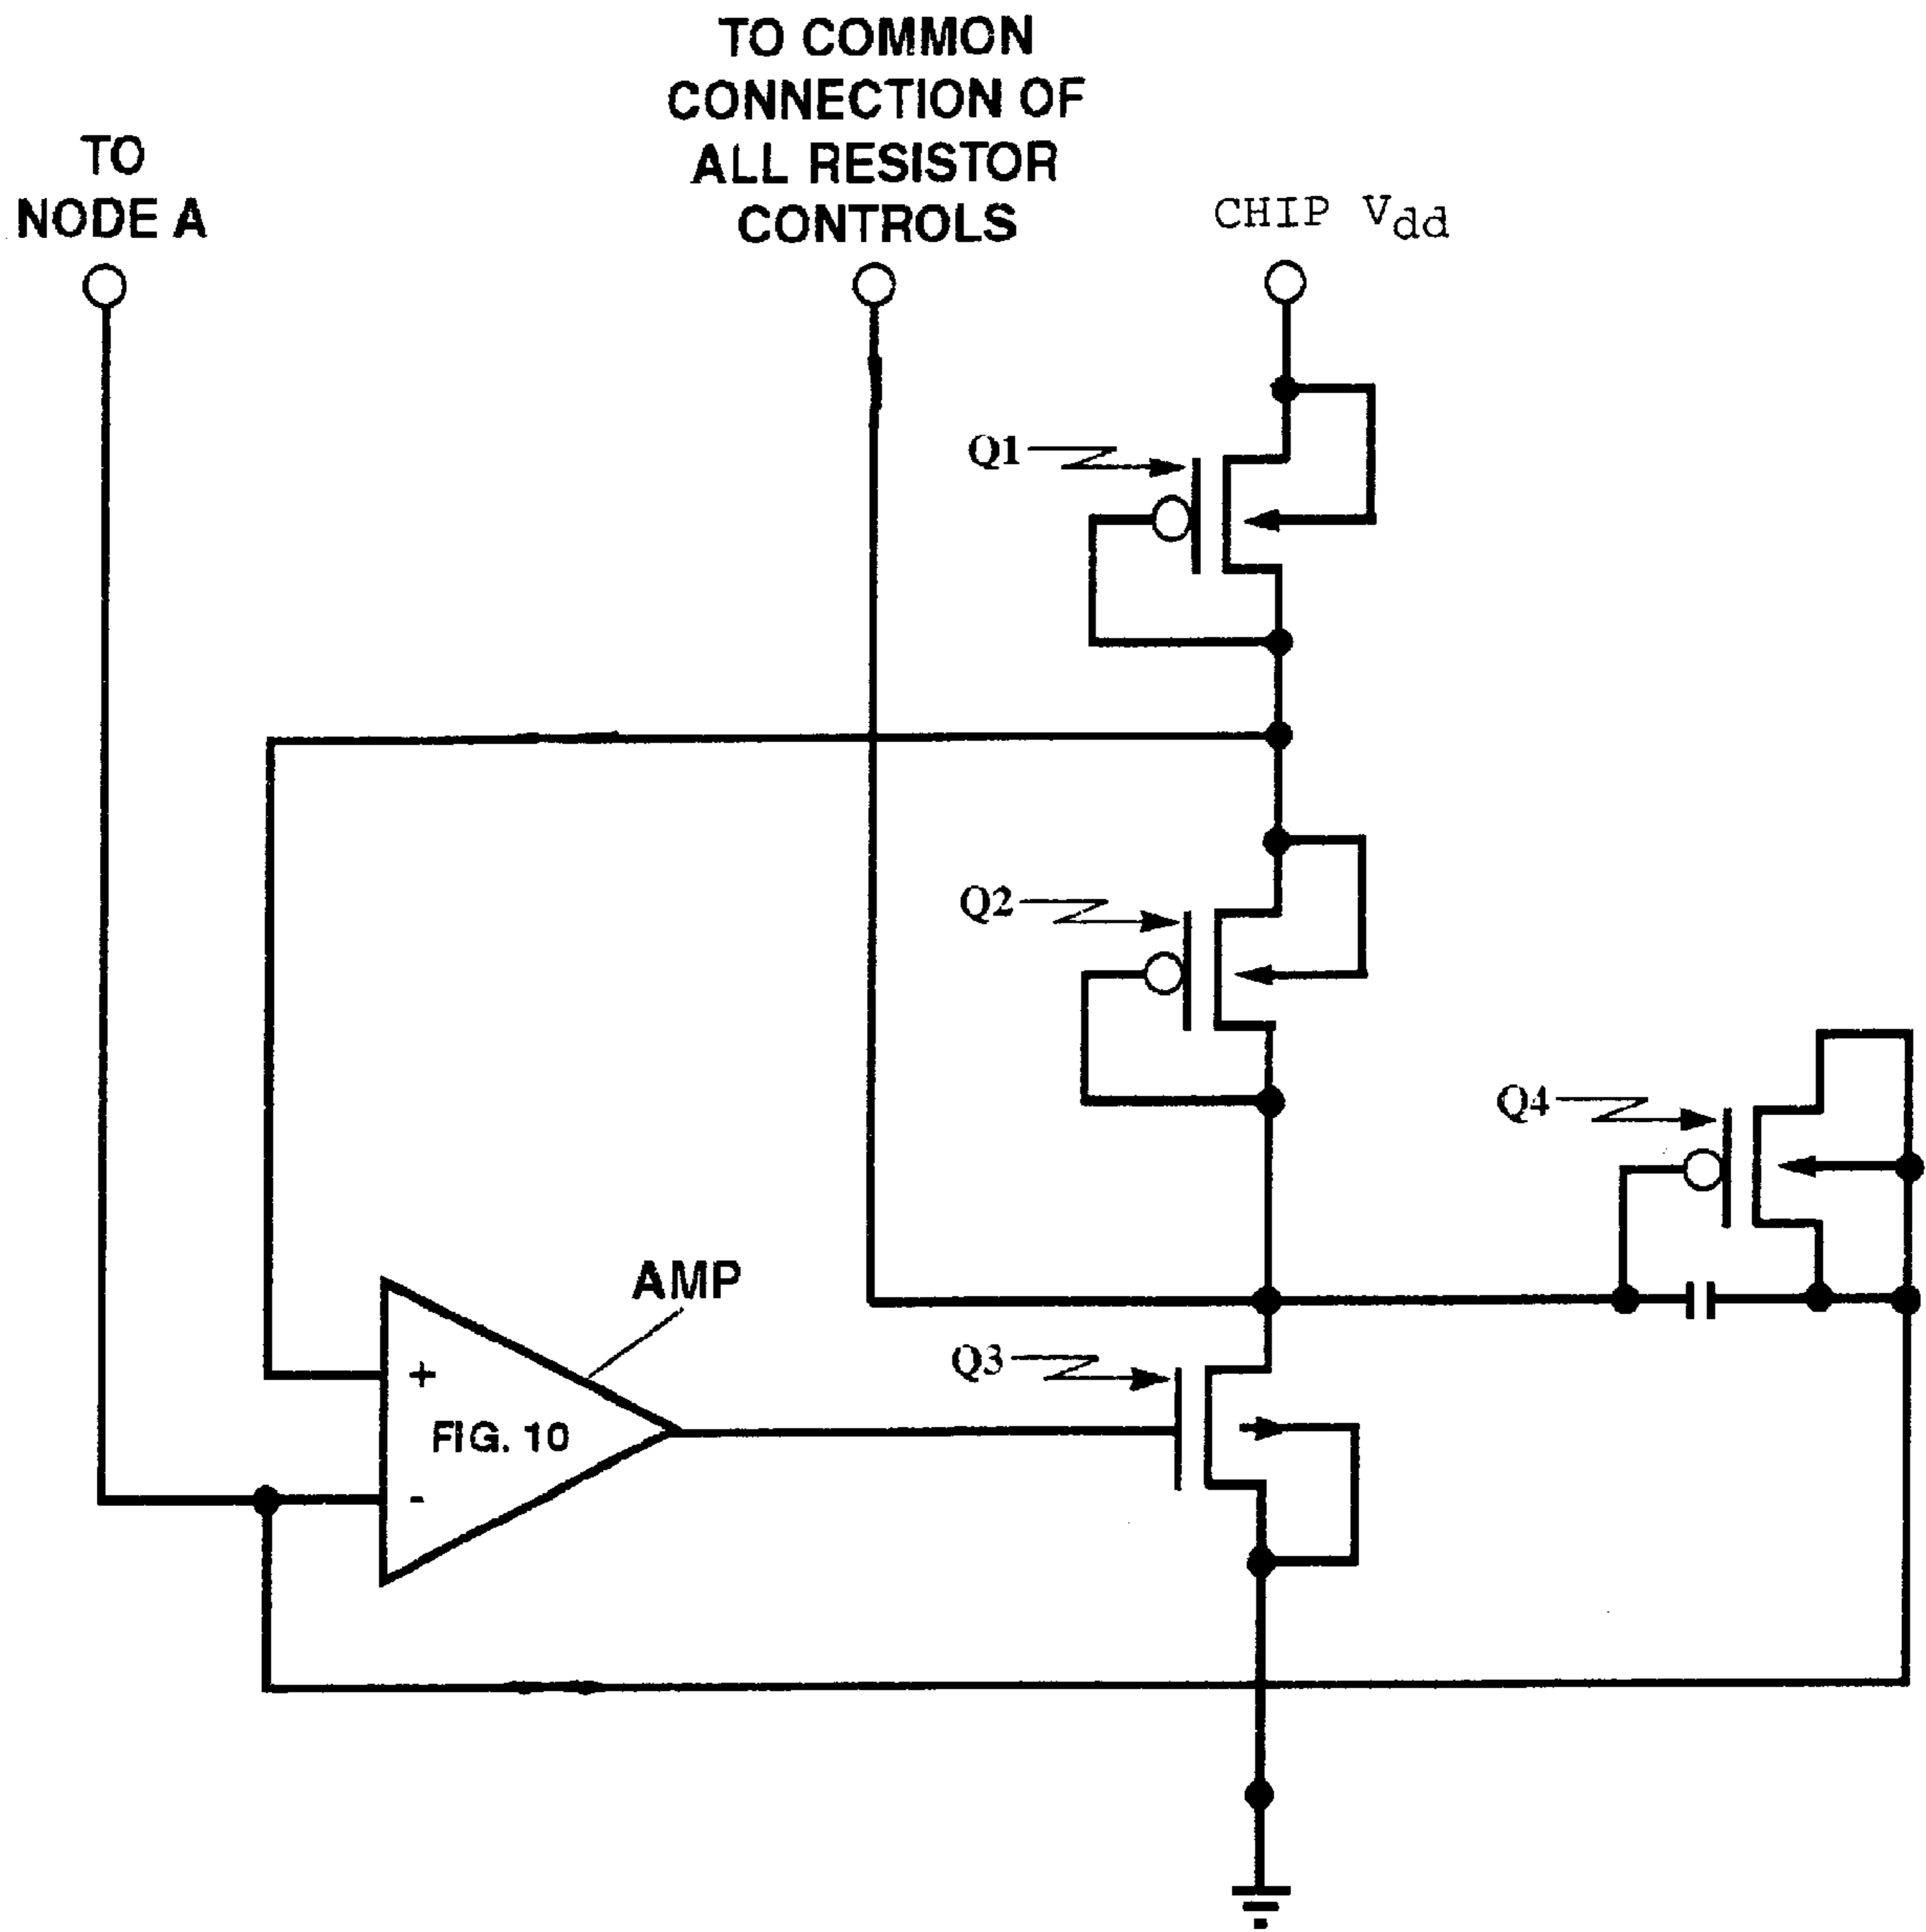 TO COMMON
CONNECTION OF
ALL RESISTOR
CONTROLS
TO
NODE A
CHIP Vdd
Q1
Q2
Q4
AMP
Q3
+
FIG. 10
-